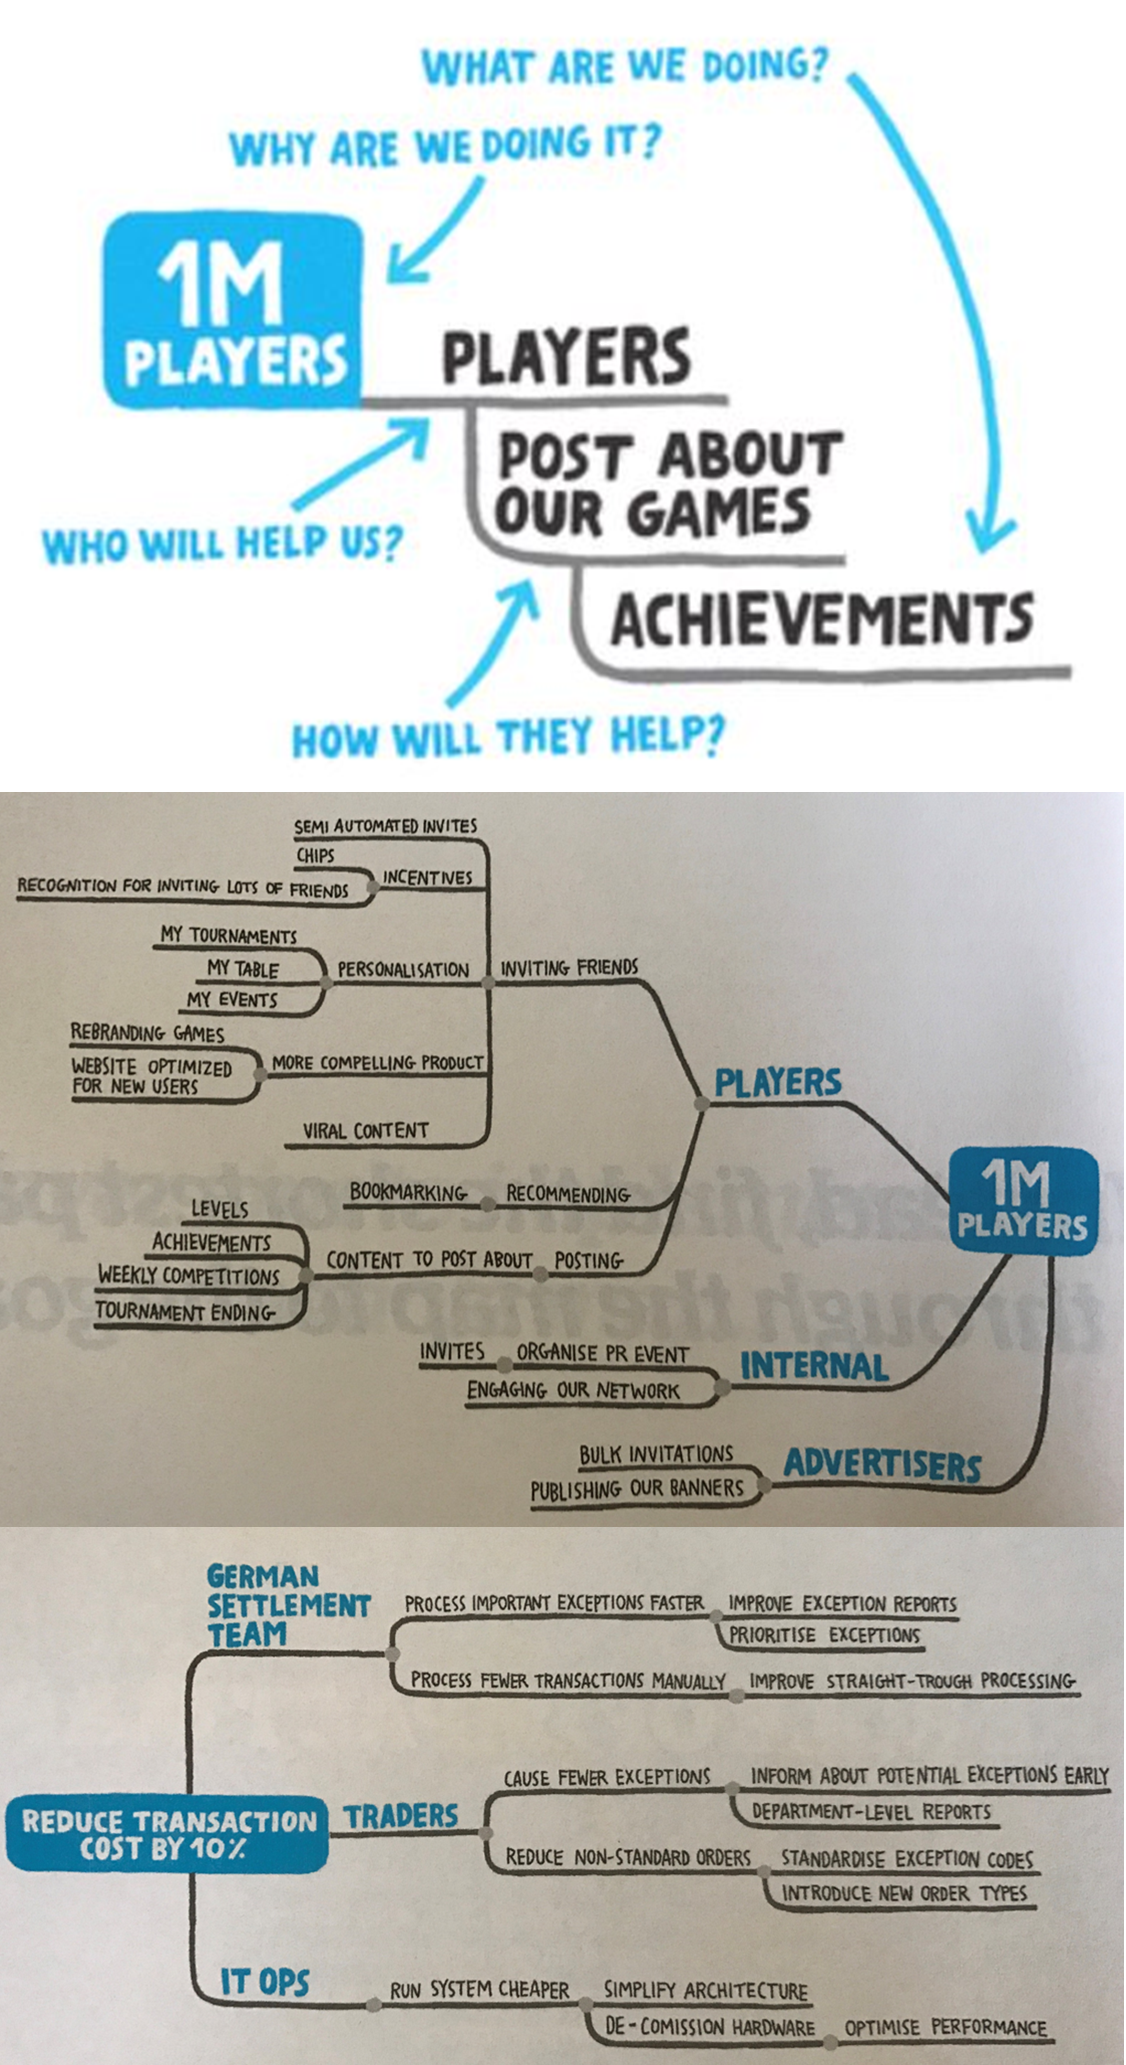 WHAT ARE WE DOING?
WHY ARE WE DOING IT?
1M
PLAYERS
PLAYERS
POST ABOUT
OUR GAMES
WHO WILL HELP US?
ACHIEVEMENTS
HOW WILL THEY HELP?
SEMI AUTOMATED INVITES
CHIPS
RECOGNITION FOR INVITING LOTS OF FRIENDS
INCENTIVES
MY TOURNAMENTS
MY TABLE
MY EVENTS
PERSONALISATION
INVITING FRIENDS
REBRANDING GAMES
WEBSITE OPTIMIZED
FOR NEW USERS
MORE COMPELLING PRODUCT
VIRAL CONTENT
PLAYERS
1M
PLAYERS
BOOKMARKING
RECOMMENDING
LEVELS
ACHIEVEMENTS
WEEKLY COMPETITIONS
TOURNAMENT ENDING
CONTENT TO POST ABOUT
POSTING
INVITES
ORGANISE PR EVENT
ENGAGING OUR NETWORK
INTERNAL
BULK INVITATIONS
PUBLISHING OUR BANNERS
ADVERTISERS
GERMAN
SETTLEMENT
TEAM
PROCESS IMPORTANT EXCEPTIONS FASTER
IMPROVE EXCEPTION REPORTS
PRIORITISE EXCEPTIONS
PROCESS FEWER TRANSACTIONS MANUALLY
IMPROVE STRAIGHT-TROUGH PROCESSING
REDUCE TRANSACTION
COST BY 10%
TRADERS
CAUSE FEWER EXCEPTIONS
INFORM ABOUT POTENTIAL EXCEPTIONS EARLY
DEPARTMENT-LEVEL REPORTS
REDUCE NON-STANDARD ORDERS
STANDARDISE EXCEPTION CODES
INTRODUCE NEW ORDER TYPES
IT OPS
RUN SYSTEM CHEAPER
SIMPLIFY ARCHITECTURE
DE-COMISSION HARDWARE
OPTIMISE PERFORMANCE